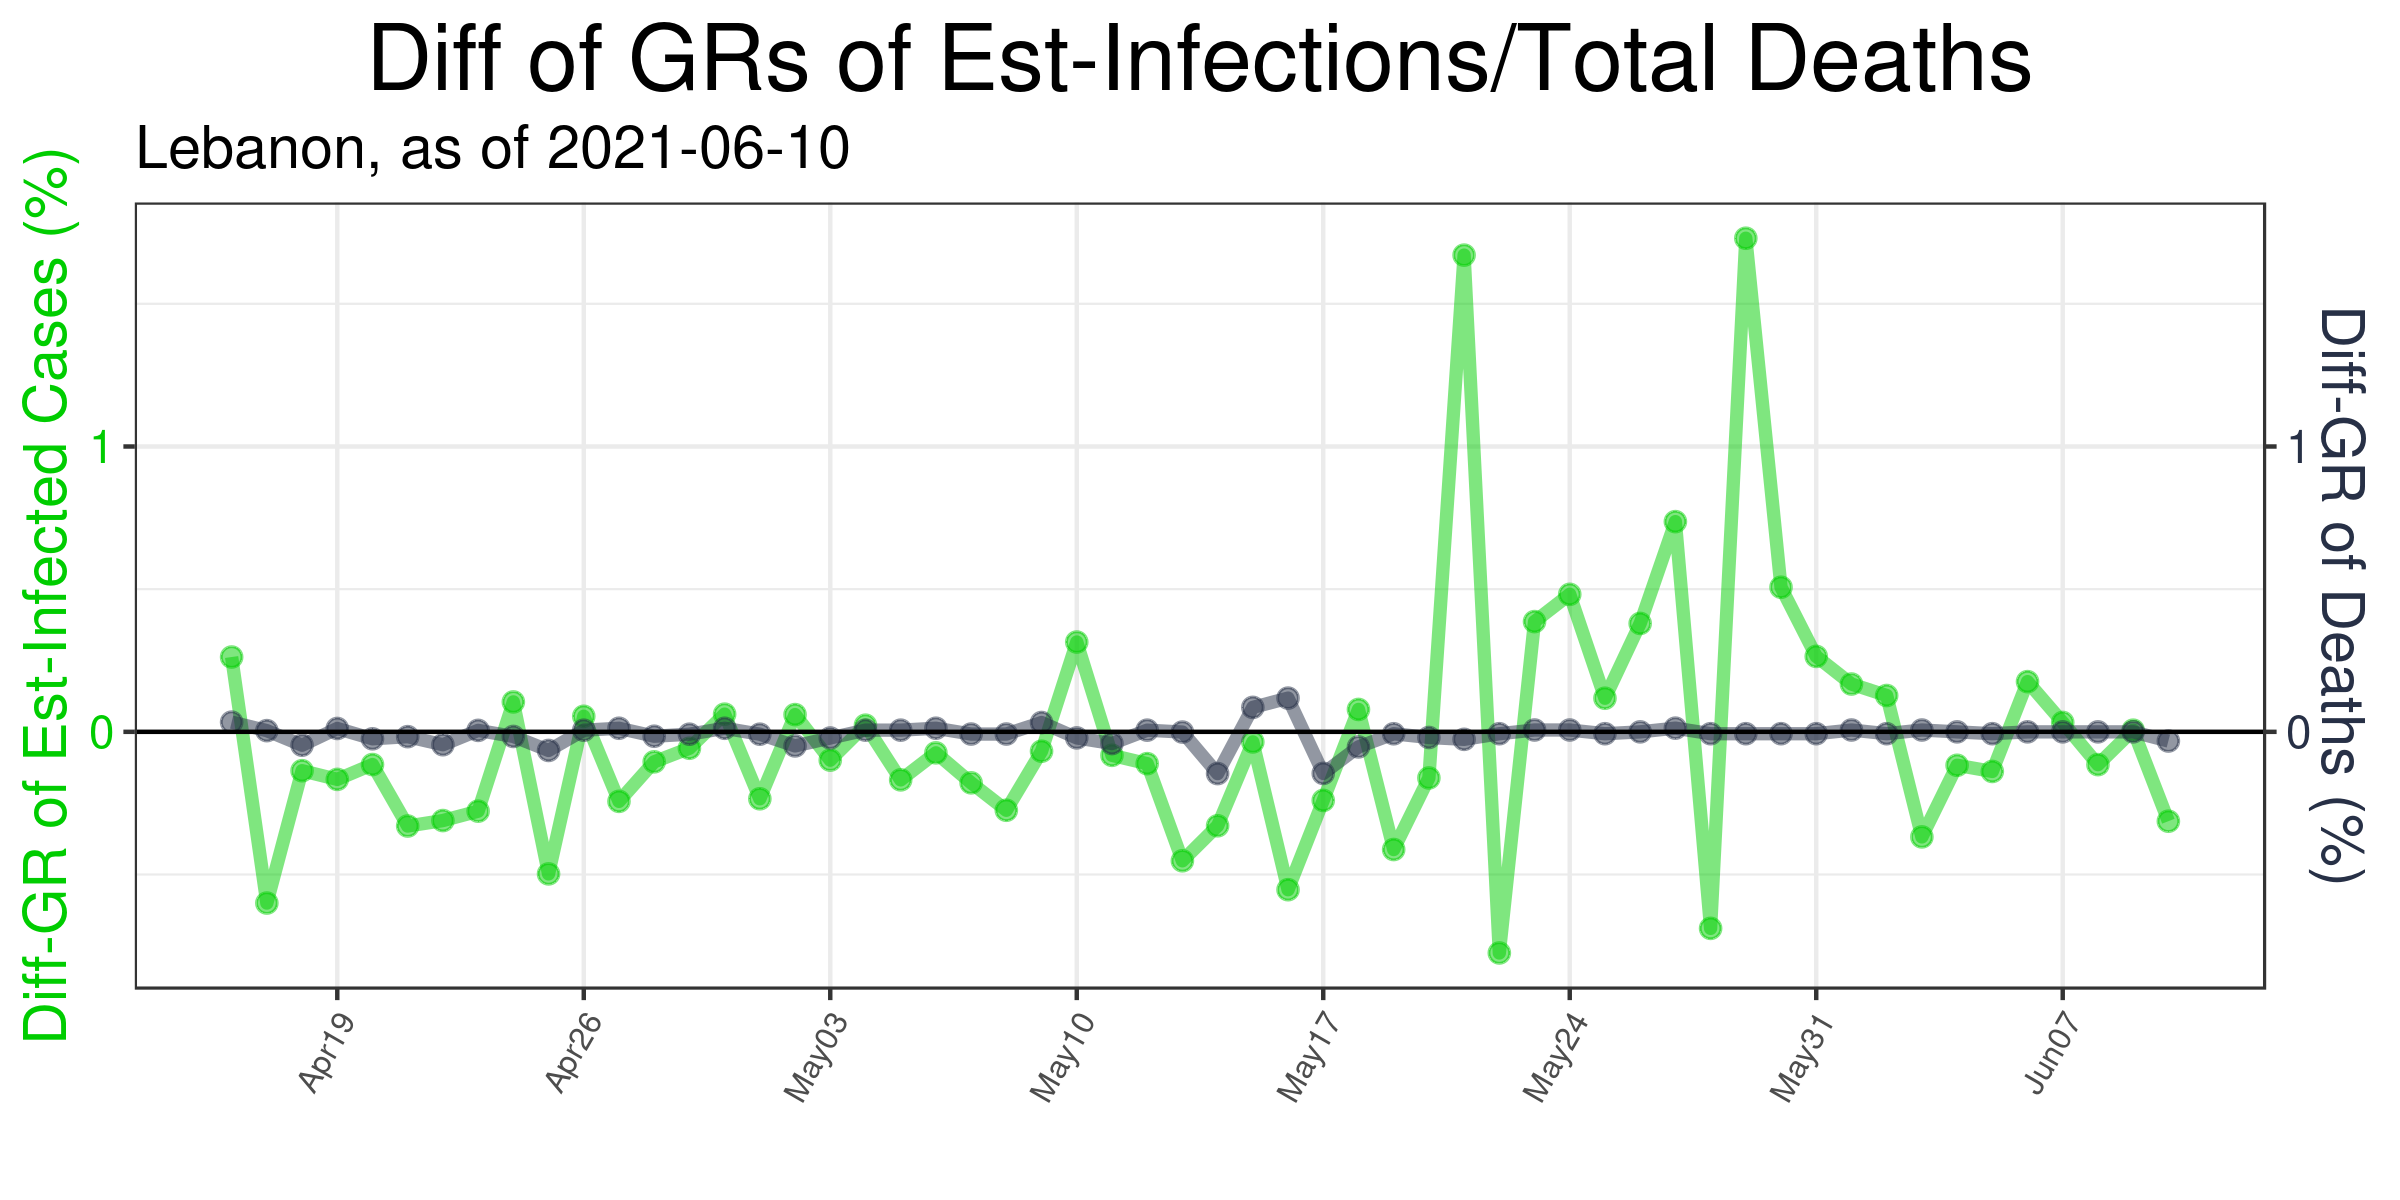 Diff of GRs of Est-Infections/Total Deaths
Lebanon, as of 2021-06-10
Diff-GR of Est-Infected Cases (%)
1
0
1
0
Diff-GR of Deaths (%)
Apr19
Apr26
May03
May10
May17
May24
May31
Jun07